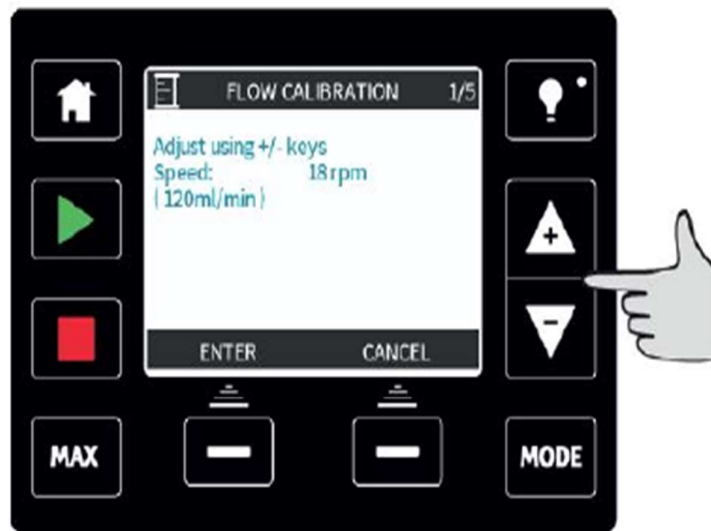 FLOW CALIBRATION 1/5
Adjust using +/- keys
Speed: 18 rpm
( 120ml/min )
+
-
ENTER CANCEL
MAX
MODE